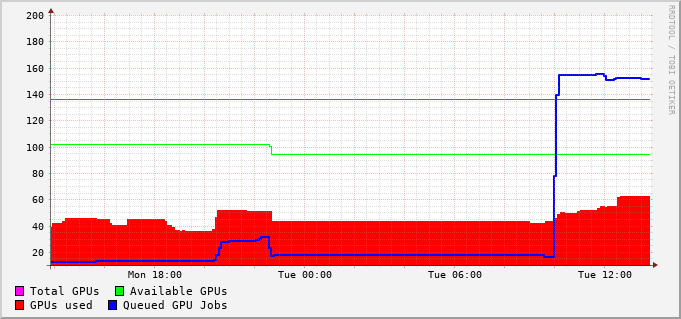 200
180
160
140
120
100
80
60
40
20
Mon 18:00 Tue 00:00 Tue 06:00 Tue 12:00
Total GPUs Available GPUs
GPUs used Queued GPU Jobs
RRDTOOL / TOBI OETIKER